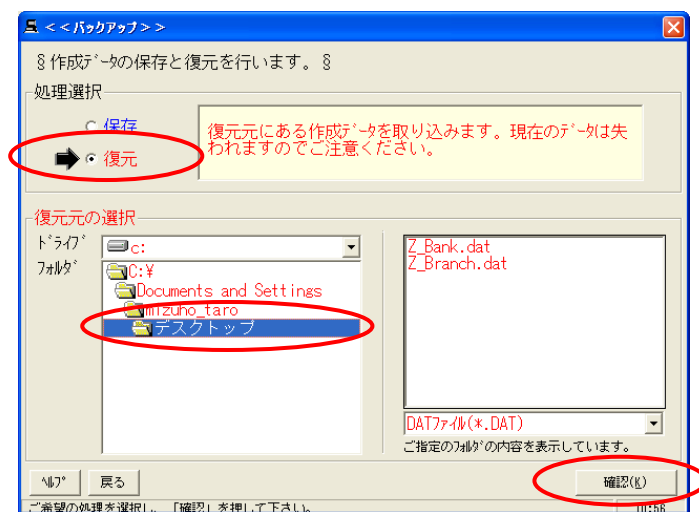 <<ﾊﾞｯｸｱｯﾌﾟ>>
§作成ﾃﾞｰﾀの保存と復元を行います。§
処理選択
保存
復元
復元元にある作成ﾃﾞｰﾀを取り込みます。現在のﾃﾞｰﾀは失
われますのでご注意ください。
復元元の選択
ﾄﾞﾗｲﾌﾞ
c:
ﾌｫﾙﾀﾞ
C:¥
Documents and Settings
mizuho_taro
デスクトップ
Z_Bank.dat
Z_Branch.dat
DATﾌｧｲﾙ(*.DAT)
ご指定のﾌｫﾙﾀﾞの内容を表示しています。
ﾍﾙﾌﾟ
戻る
確認(K)
ご希望の処理を選択し、「確認」を押して下さい。
10:56